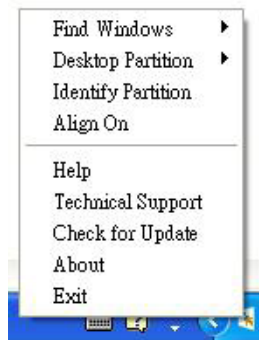 Find Windows
Desktop Partition
Identify Partition
Align On
Help
Technical Support
Check for Update
About
Exit